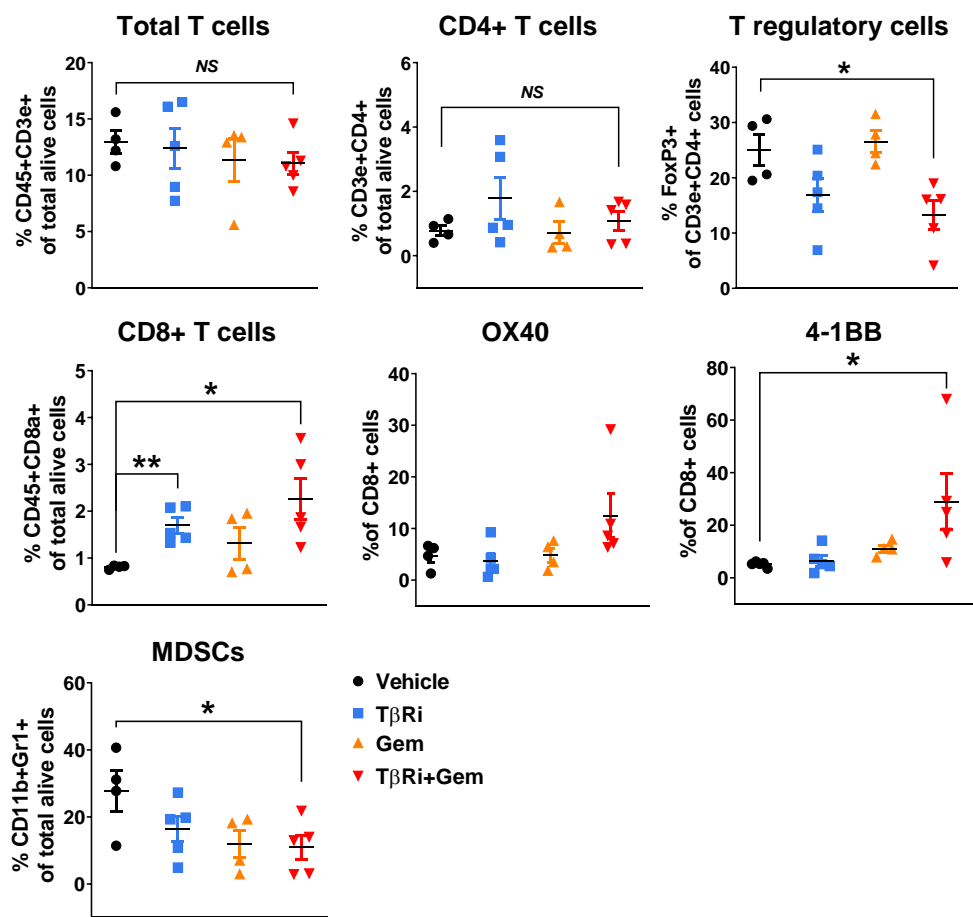 Total T cells
CD4+ T cells
T regulatory cells
% CD45+CD3e+
of total alive cells
20
15
10
5
0
NS
% CD3e+CD4+
of total alive cells
6
4
2
0
NS
% FoxP3+
of CD3e+CD4+ cells
40
30
20
10
0
*
CD8+ T cells
OX40
4-1BB
% CD45+CD8a+
of total alive cells
5
4
3
2
1
0
**
*
%of CD8+ cells
40
20
10
0
%of CD8+ cells
80
60
40
20
0
*
MDSCs
% CD11b+Gr1+
of total alive cells
60
40
20
0
*
Vehicle
TβRi
Gem
TβRi+Gem